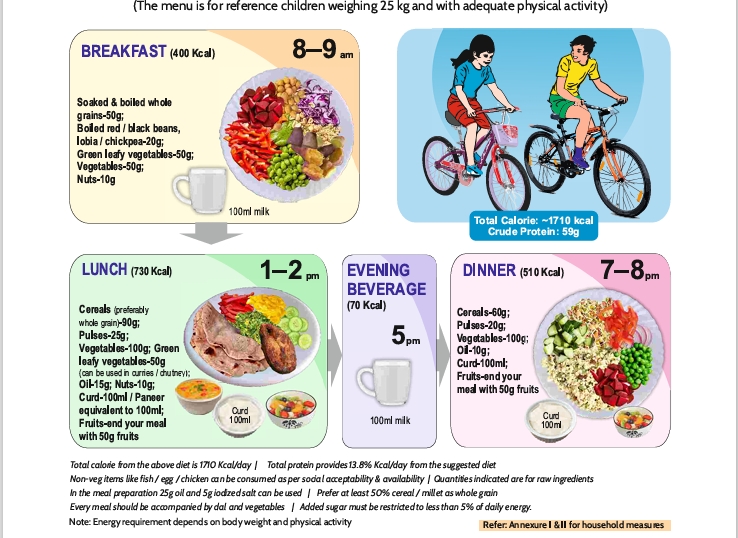 (The menu is for reference children weighing 25 kg and with adequate physical activity)
BREAKFAST (400 Kcal)
8–9 am
Soaked & boiled whole
grains-50g;
Boiled red / black beans,
lobia / chickpea-20g;
Green leafy vegetables-50g;
Vegetables-50g;
Nuts-10g
100ml milk
Total Calorie: ~1710 kcal
Crude Protein: 59g
LUNCH (730 Kcal)
1–2 pm
Cereals (preferably
whole grain)-90g;
Pulses-25g;
Vegetables-100g; Green
leafy vegetables-50g
(can be used in curries / chutney);
Oil-15g; Nuts-10g;
Curd-100ml / Paneer
equivalent to 100ml;
Fruits-end your meal
with 50g fruits
Curd
100ml
EVENING
BEVERAGE
(70 Kcal)
5pm
100ml milk
DINNER (510 Kcal)
7–8pm
Cereals-60g;
Pulses-20g;
Vegetables-100g;
Oil-10g;
Curd-100ml;
Fruits-end your
meal with 50g fruits
Curd
100ml
Total calorie from the above diet is 1710 Kcal/day | Total protein provides 13.8% Kcal/day from the suggested diet
Non-veg items like fish / egg / chicken can be consumed as per social acceptability & availability | Quantities indicated are for raw ingredients
In the meal preparation 25g oil and 5g iodized salt can be used | Prefer at least 50% cereal / millet as whole grain
Every meal should be accompanied by dal and vegetables | Added sugar must be restricted to less than 5% of daily energy.
Note: Energy requirement depends on body weight and physical activity
Refer: Annexure I & II for household measures